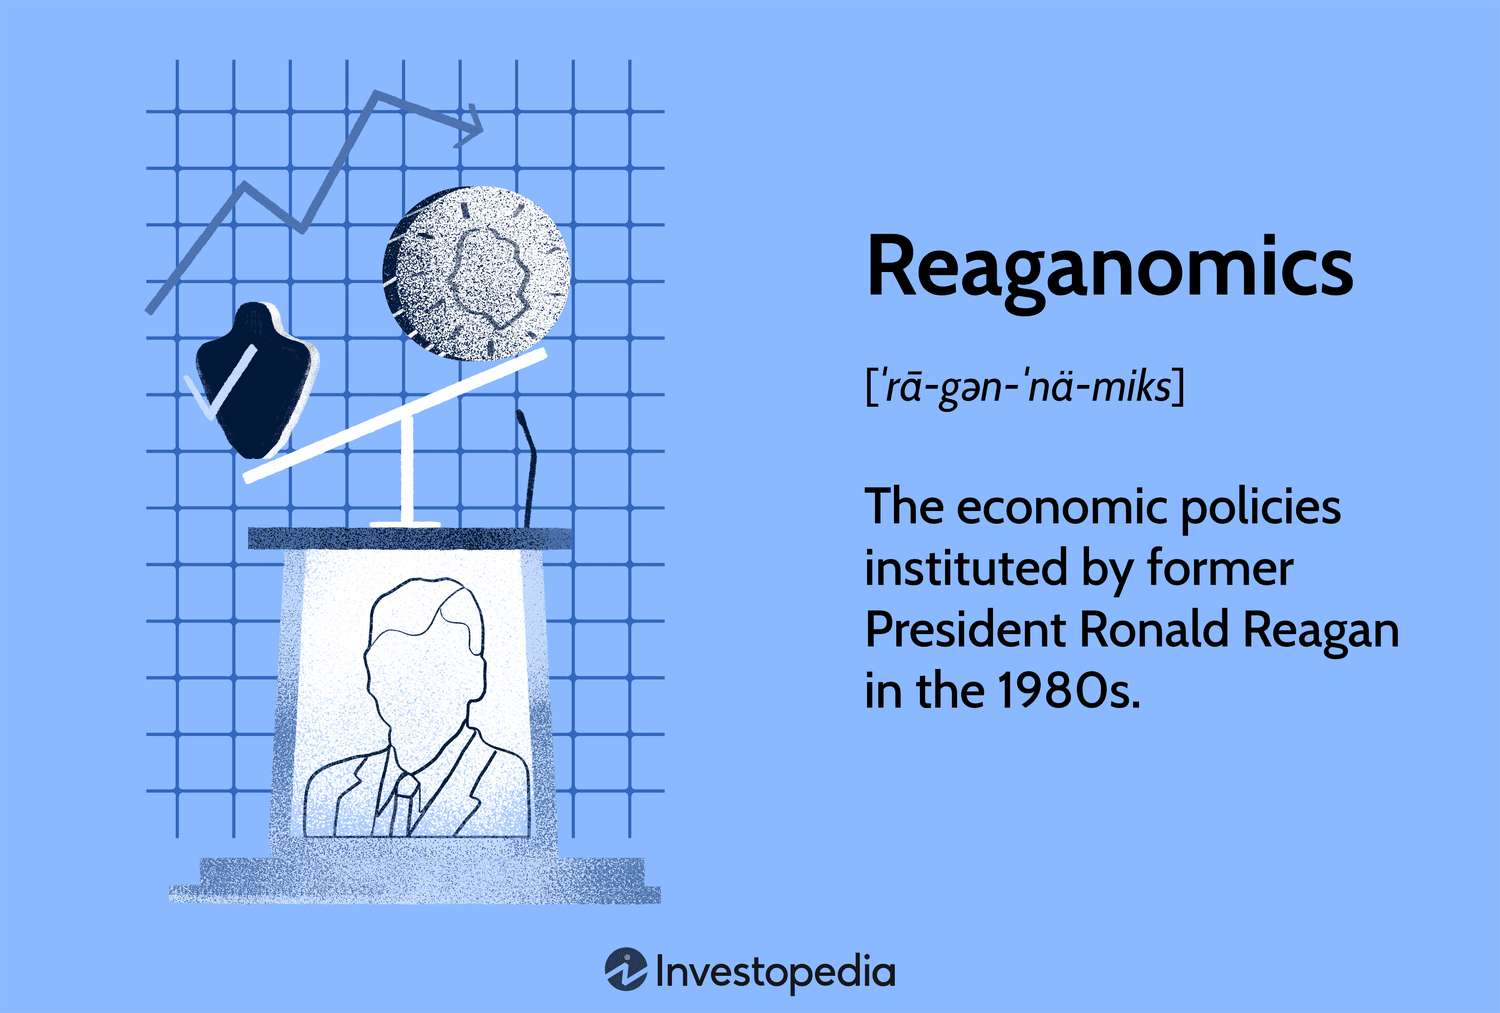 Reaganomics
[ˈrā-gən-ˈnä-miks]
The economic policies
instituted by former
President Ronald Reagan
in the 1980s.
Investopedia